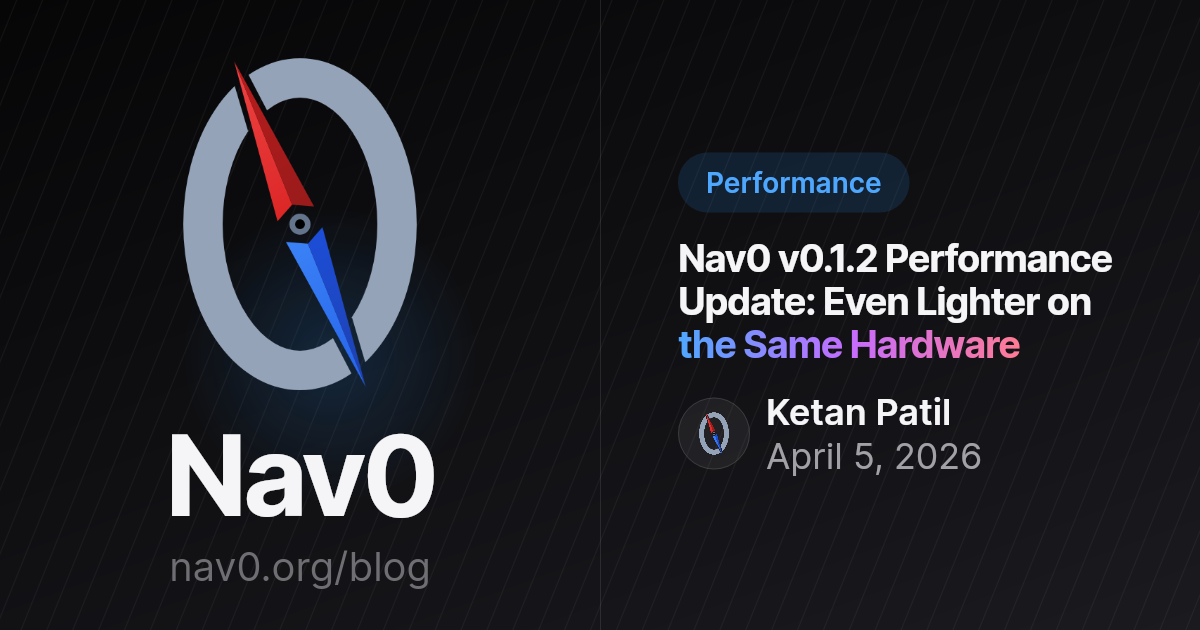 Nav0
nav0.org/blog
Performance
Nav0 v0.1.2 Performance
Update: Even Lighter on
the Same Hardware
Ketan Patil
April 5, 2026